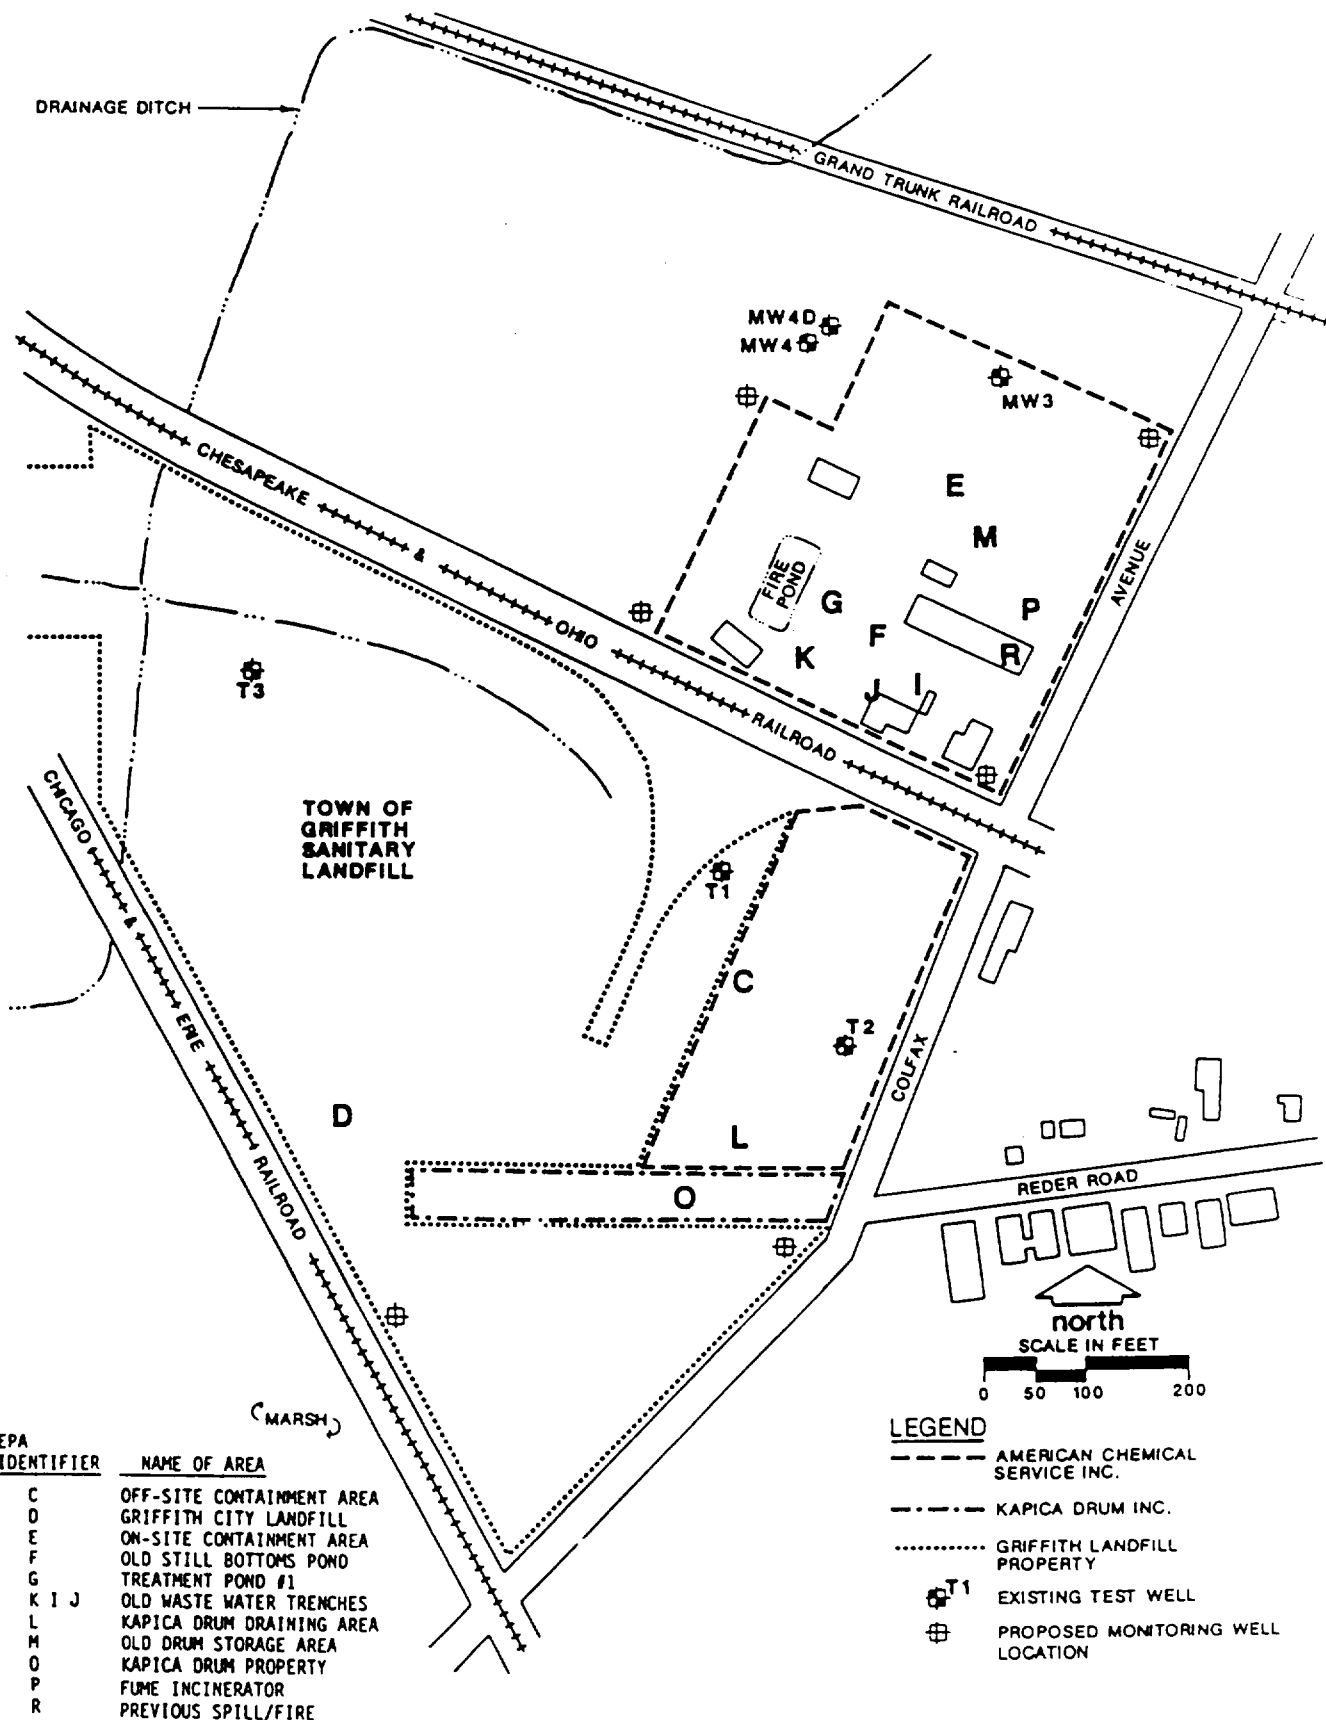 DRAINAGE DITCH
GRAND TRUNK RAILROAD
MW4D
MW4
MW3
CHESAPEAKE & OHIO RAILROAD
E
M
AVENUE
FIRE
POND
G
P
F
R
K
J
I
T3
CHICAGO & ERIE RAILROAD
TOWN OF
GRIFFITH
SANITARY
LANDFILL
T1
C
T2
COLFAX
D
L
O
REDER ROAD
north
SCALE IN FEET
0 50 100 200
MARSH
EPA
IDENTIFIER NAME OF AREA
C OFF-SITE CONTAINMENT AREA
D GRIFFITH CITY LANDFILL
E ON-SITE CONTAINMENT AREA
F OLD STILL BOTTOMS POND
G TREATMENT POND #1
K I J OLD WASTE WATER TRENCHES
L KAPICA DRUM DRAINING AREA
M OLD DRUM STORAGE AREA
O KAPICA DRUM PROPERTY
P FUME INCINERATOR
R PREVIOUS SPILL/FIRE
LEGEND
AMERICAN CHEMICAL
SERVICE INC.
KAPICA DRUM INC.
GRIFFITH LANDFILL
PROPERTY
T1 EXISTING TEST WELL
PROPOSED MONITORING WELL
LOCATION